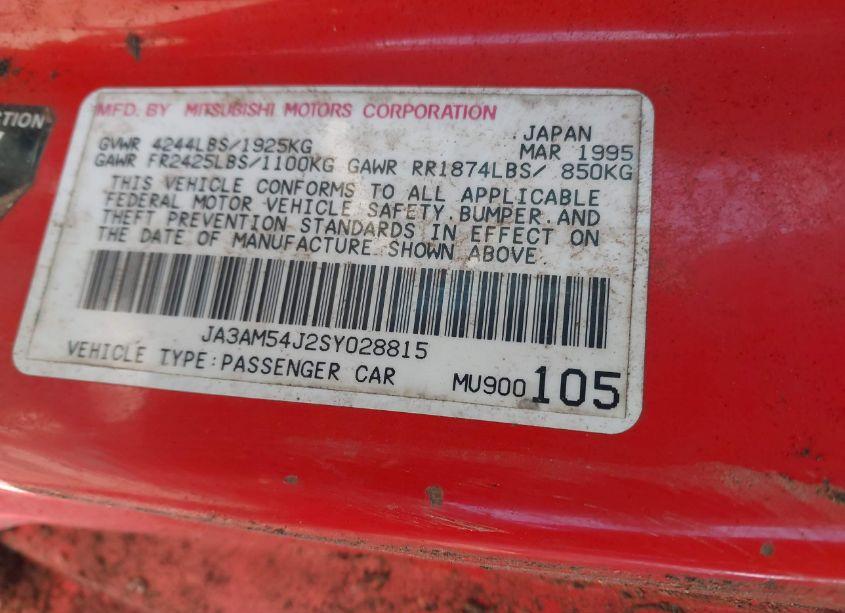 CTION
MFD. BY MITSUBISHI MOTORS CORPORATION
JAPAN
GVWR 4244LBS/1925KG MAR 1995
GAWR FR2425LBS/1100KG GAWR RR1874LBS/ 850KG
THIS VEHICLE CONFORMS TO ALL APPLICABLE
FEDERAL MOTOR VEHICLE SAFETY.BUMPER.AND
THEFT PREVENTION STANDARDS IN EFFECT ON
THE DATE OF MANUFACTURE SHOWN ABOVE.
JA3AM54J2SY028815
VEHICLE TYPE:PASSENGER CAR MU900 105